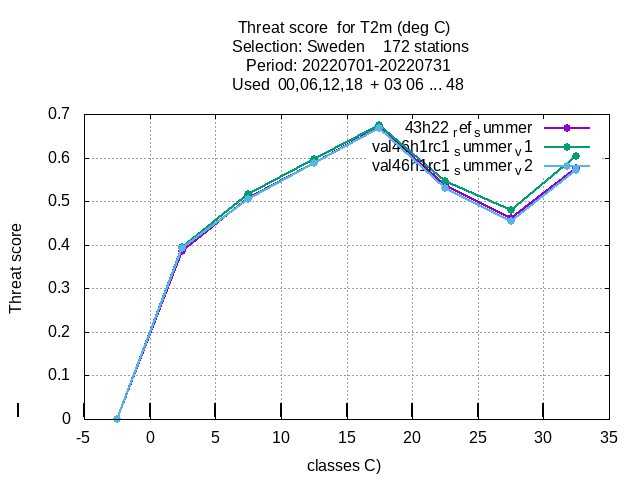 Threat score  for T2m (deg C)
Selection: Sweden    172 stations
Period: 20220701-20220731
Used  00,06,12,18  + 03 06 ... 48
43h22 ref summer
val46h1rc1 summer v1
val46h1rc1 summer v2
0.7
0.6
0.5
0.4
0.3
0.2
0.1
0
Threat score
-5 0 5 10 15 20 25 30 35
classes C)